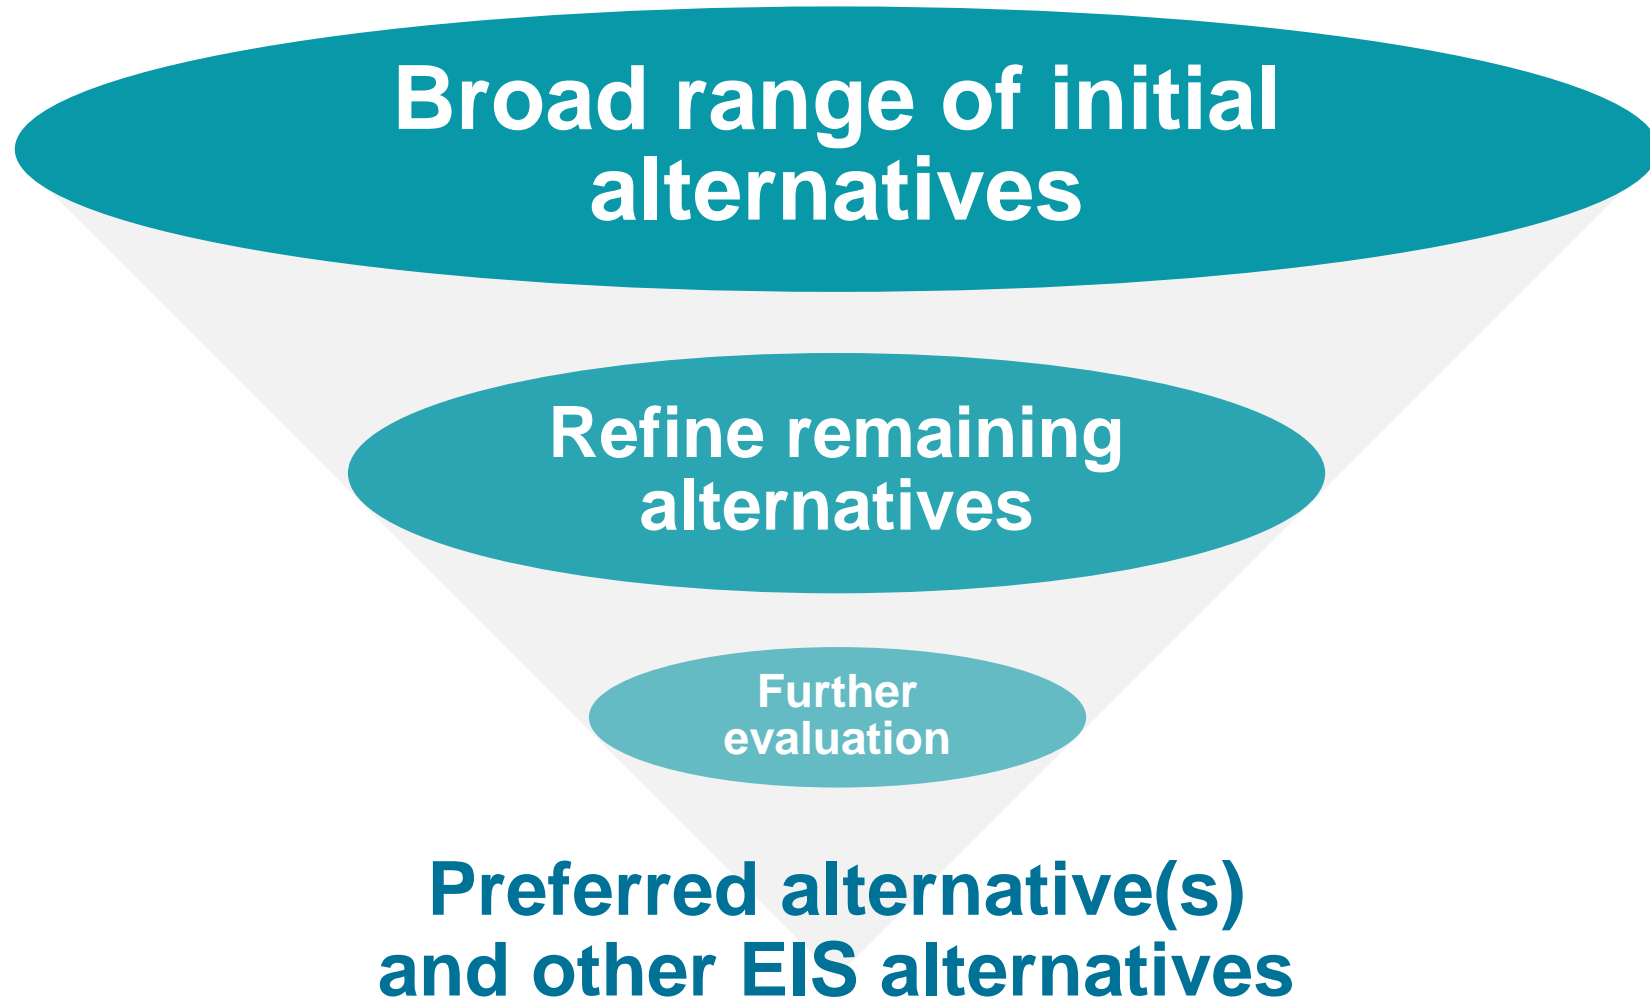 Broad range of initial
alternatives
Refine remaining
alternatives
Further
evaluation
Preferred alternative(s)
and other EIS alternatives